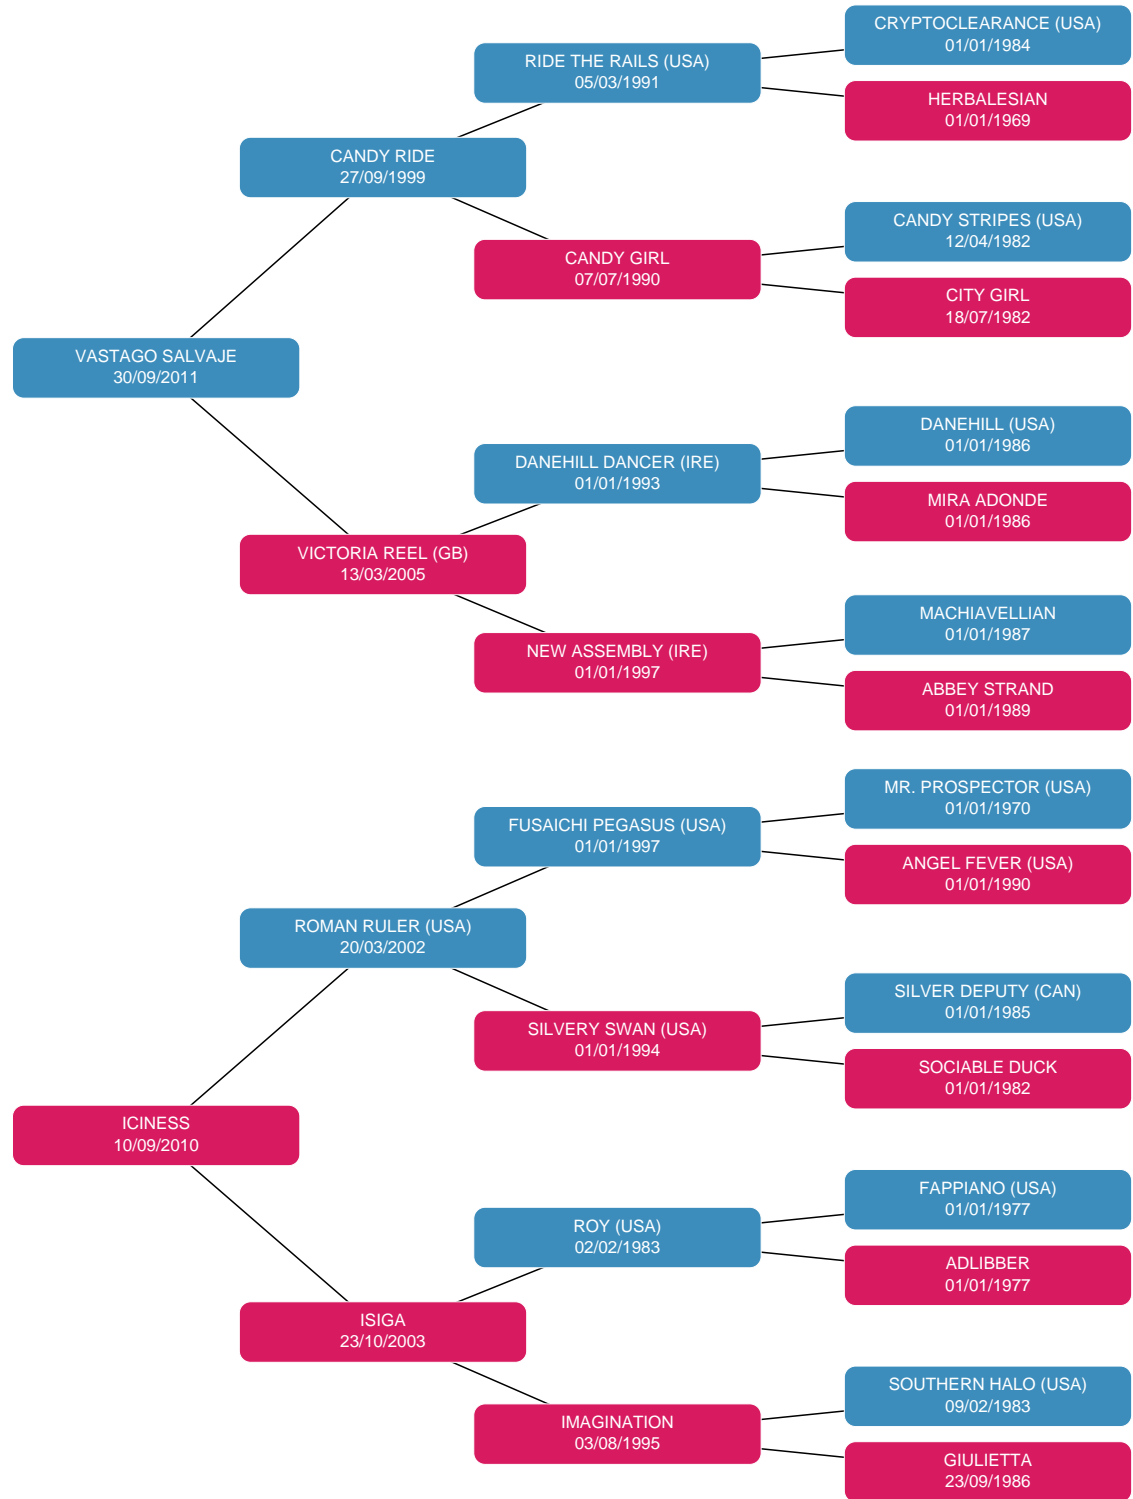 CRYPTOCLEARANCE (USA)
01/01/1984
RIDE THE RAILS (USA)
05/03/1991
HERBALESIAN
01/01/1969
CANDY RIDE
27/09/1999
CANDY STRIPES (USA)
12/04/1982
CANDY GIRL
07/07/1990
CITY GIRL
18/07/1982
VASTAGO SALVAJE
30/09/2011
DANEHILL (USA)
01/01/1986
DANEHILL DANCER (IRE)
01/01/1993
MIRA ADONDE
01/01/1986
VICTORIA REEL (GB)
13/03/2005
MACHIAVELLIAN
01/01/1987
NEW ASSEMBLY (IRE)
01/01/1997
ABBEY STRAND
01/01/1989
MR. PROSPECTOR (USA)
01/01/1970
FUSAICHI PEGASUS (USA)
01/01/1997
ANGEL FEVER (USA)
01/01/1990
ROMAN RULER (USA)
20/03/2002
SILVER DEPUTY (CAN)
01/01/1985
SILVERY SWAN (USA)
01/01/1994
SOCIABLE DUCK
01/01/1982
ICINESS
10/09/2010
FAPPIANO (USA)
01/01/1977
ROY (USA)
02/02/1983
ADLIBBER
01/01/1977
ISIGA
23/10/2003
SOUTHERN HALO (USA)
09/02/1983
IMAGINATION
03/08/1995
GIULIETTA
23/09/1986